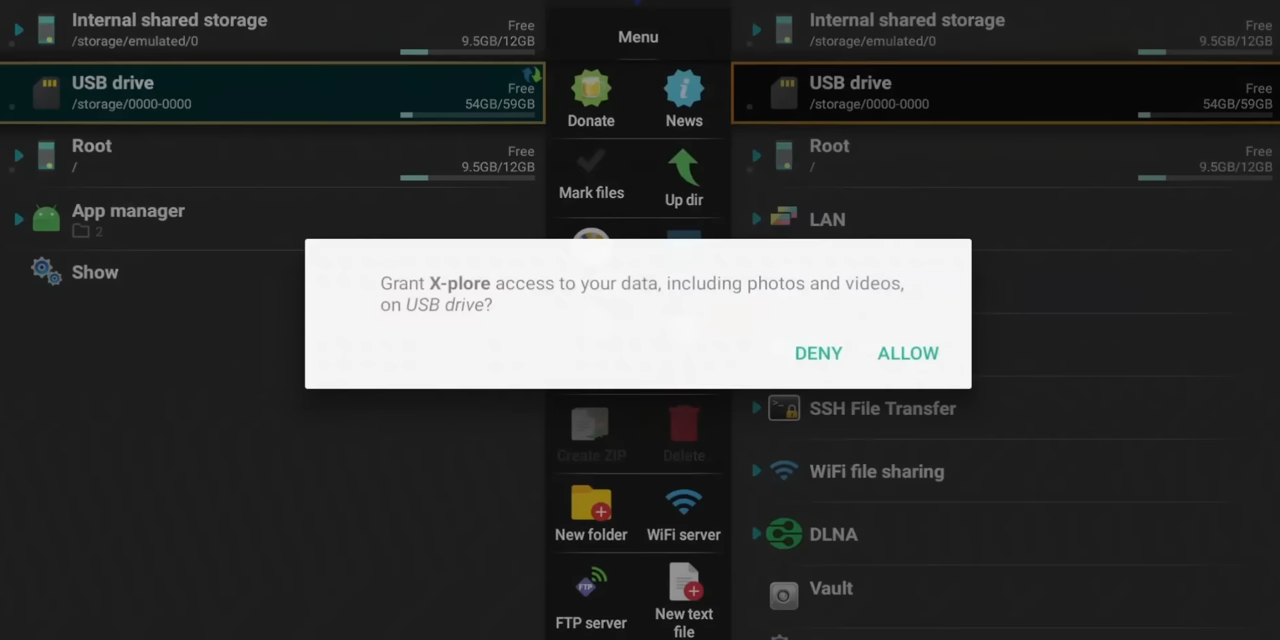 Internal shared storage
/storage/emulated/0
Free
9.5GB/12GB
USB drive
/storage/0000-0000
Free
54GB/59GB
Root
/
Free
9.5GB/12GB
App manager
2
Show
Menu
Donate
News
Mark files
Up dir
Grant X-plore access to your data, including photos and videos,
on USB drive?
DENY
ALLOW
Create ZIP
Delete
New folder
WiFi server
FTP
FTP server
New text
file
Internal shared storage
/storage/emulated/0
Free
9.5GB/12GB
USB drive
/storage/0000-0000
Free
54GB/59GB
Root
/
Free
9.5GB/12GB
LAN
SSH File Transfer
WiFi file sharing
DLNA
Vault